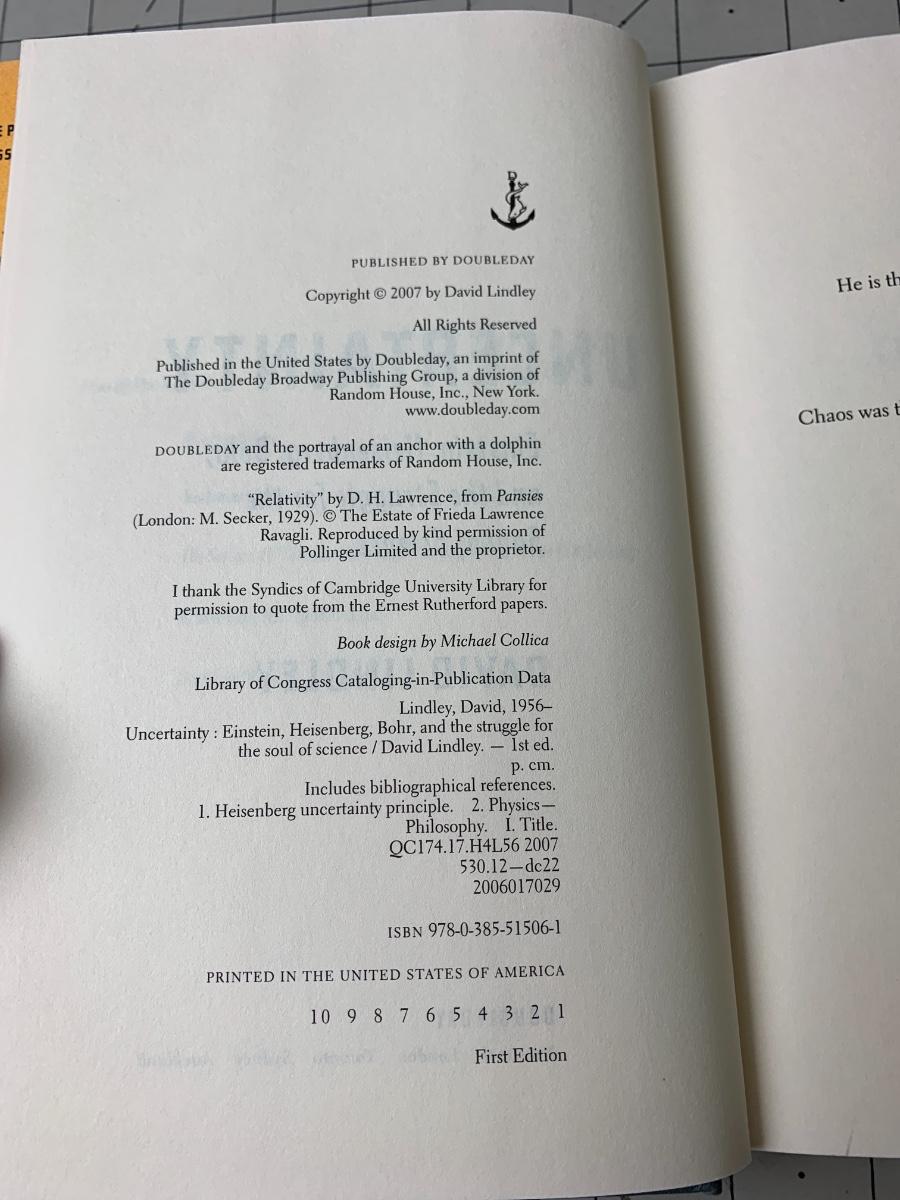 E P
SS
D
PUBLISHED BY DOUBLEDAY
Copyright © 2007 by David Lindley
All Rights Reserved
Published in the United States by Doubleday, an imprint of
The Doubleday Broadway Publishing Group, a division of
Random House, Inc., New York.
www.doubleday.com
DOUBLEDAY and the portrayal of an anchor with a dolphin
are registered trademarks of Random House, Inc.
“Relativity” by D. H. Lawrence, from Pansies
(London: M. Secker, 1929). © The Estate of Frieda Lawrence
Ravagli. Reproduced by kind permission of
Pollinger Limited and the proprietor.
I thank the Syndics of Cambridge University Library for
permission to quote from the Ernest Rutherford papers.
Book design by Michael Collica
Library of Congress Cataloging-in-Publication Data
Lindley, David, 1956–
Uncertainty : Einstein, Heisenberg, Bohr, and the struggle for
the soul of science / David Lindley. — 1st ed.
p. cm.
Includes bibliographical references.
1. Heisenberg uncertainty principle. 2. Physics—
Philosophy. I. Title.
QC174.17.H4L56 2007
530.12—dc22
2006017029
ISBN 978-0-385-51506-1
PRINTED IN THE UNITED STATES OF AMERICA
10 9 8 7 6 5 4 3 2 1
First Edition
He is th
Chaos was t